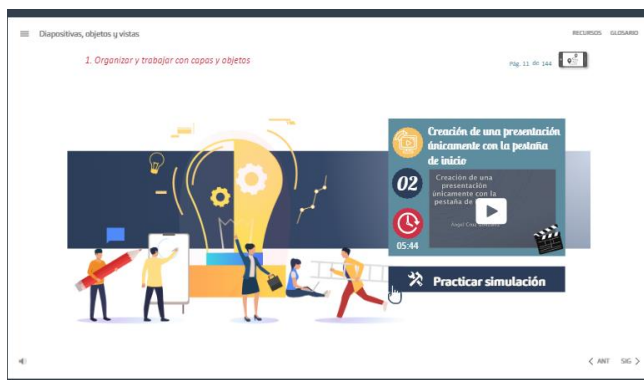 Diapositivas, objetos y vistas
RECURSOS GLOSARIO
1. Organizar y trabajar con capas y objetos
Pág. 11 de 144
Creación de una presentación
únicamente con la pestaña
de inicio
02
Creación de una
presentación
únicamente con la
pestaña de
05:44
Practicar simulación
ANT SIG